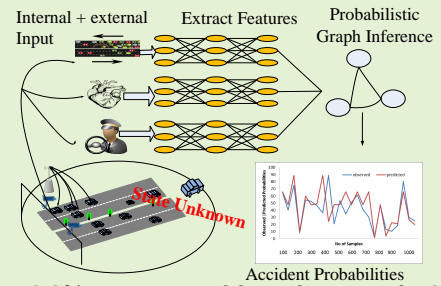 Internal + external
Input
Extract Features
Probabilistic
Graph Inference
State Unknown
Observed /Predicted Probabilities
100
90
80
70
60
50
40
30
20
10
0
observed
predicted
100 200 300 400 500 600 700 800 900 1000
No of Samples
Accident Probabilities